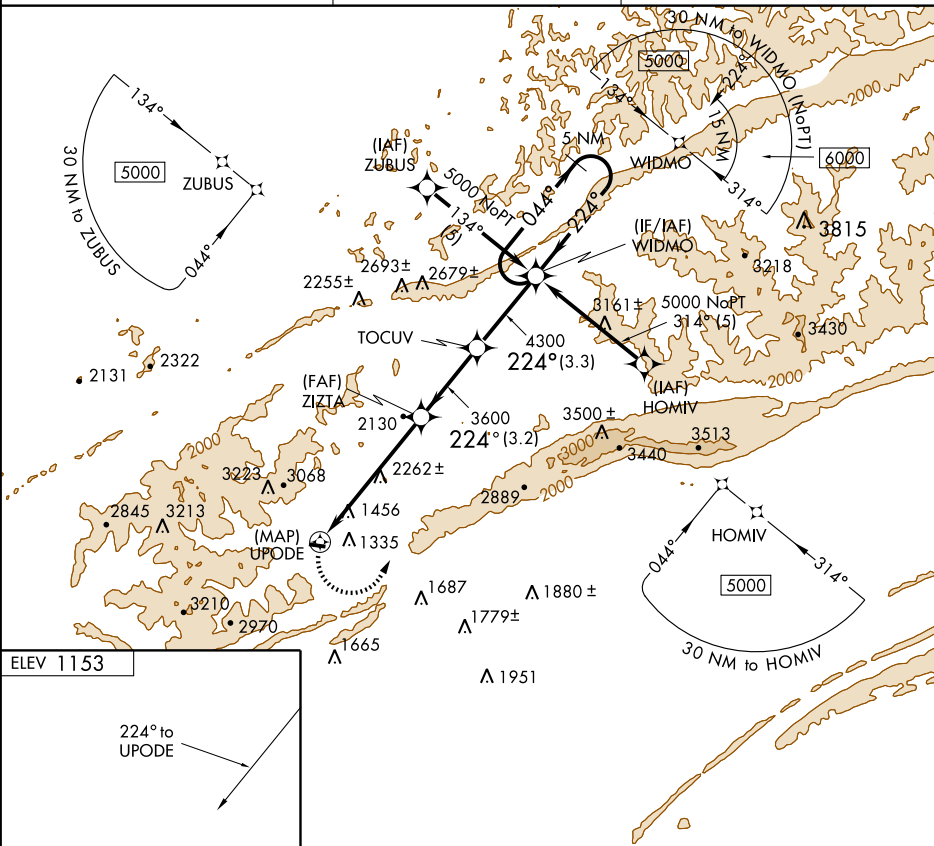 30 NM to WIDMO (NoPT)
5000
224°
134°
15 NM
2000
WIDMO
6000
314°
134°
5000
ZUBUS
30 NM to ZUBUS
044°
(IAF)
ZUBUS
5 NM
5000 NoPT
134°
(5)
044°
224°
(IF/IAF)
WIDMO
3815
3218
2255±
2693±
2679±
3161±
5000 NoPT
314° (5)
3430
TOCUV
4300
224° (3.3)
2322
2131
2000
(IAF)
HOMIV
(FAF)
ZIZTA
2130
3600
224° (3.2)
3500 ±
3000
3513
3440
2000
2262±
3223
3068
2889
2000
2845
3213
1456
(MAP)
UPODE
1335
HOMIV
044°
314°
5000
30 NM to HOMIV
1687
1880 ±
1779±
3210
2970
1665
1951
ELEV 1153
224° to
UPODE